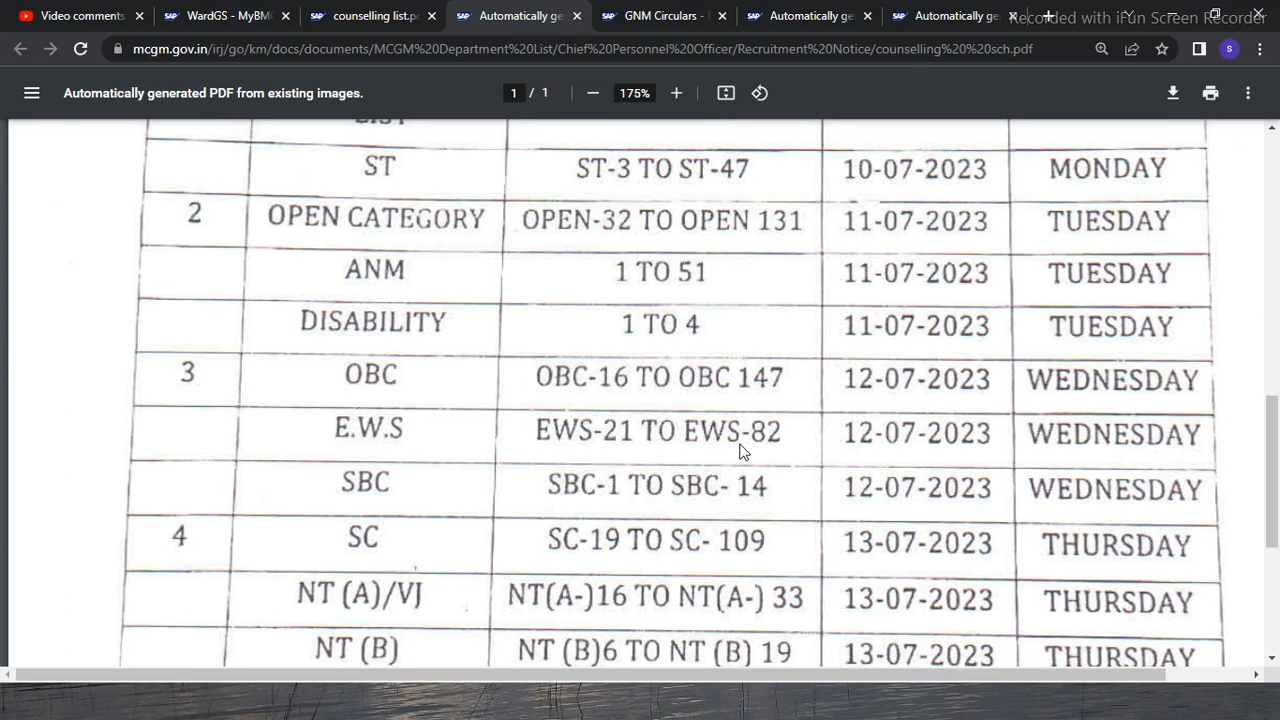 Video comments
WardGS - MyBM
counselling list.p
Automatically ge
GNM Circulars -
Automatically ge
Automatically ge
Recorded with iFun Screen Recorder
mcgm.gov.in/irj/go/km/docs/documents/MCGM%20Department%20List/Chief%20Personnel%20Officer/Recruitment%20Notice/counselling%20%20sch.pdf
S
Automatically generated PDF from existing images.
1 / 1
175%
LIST
ST ST-3 TO ST-47 10-07-2023 MONDAY
2 OPEN CATEGORY OPEN-32 TO OPEN 131 11-07-2023 TUESDAY
ANM 1 TO 51 11-07-2023 TUESDAY
DISABILITY 1 TO 4 11-07-2023 TUESDAY
3 OBC OBC-16 TO OBC 147 12-07-2023 WEDNESDAY
E.W.S EWS-21 TO EWS-82 12-07-2023 WEDNESDAY
SBC SBC-1 TO SBC- 14 12-07-2023 WEDNESDAY
4 SC SC-19 TO SC- 109 13-07-2023 THURSDAY
NT (A)/VJ NT(A-)16 TO NT(A-) 33 13-07-2023 THURSDAY
NT (B) NT (B)6 TO NT (B) 19 13-07-2023 THURSDAY